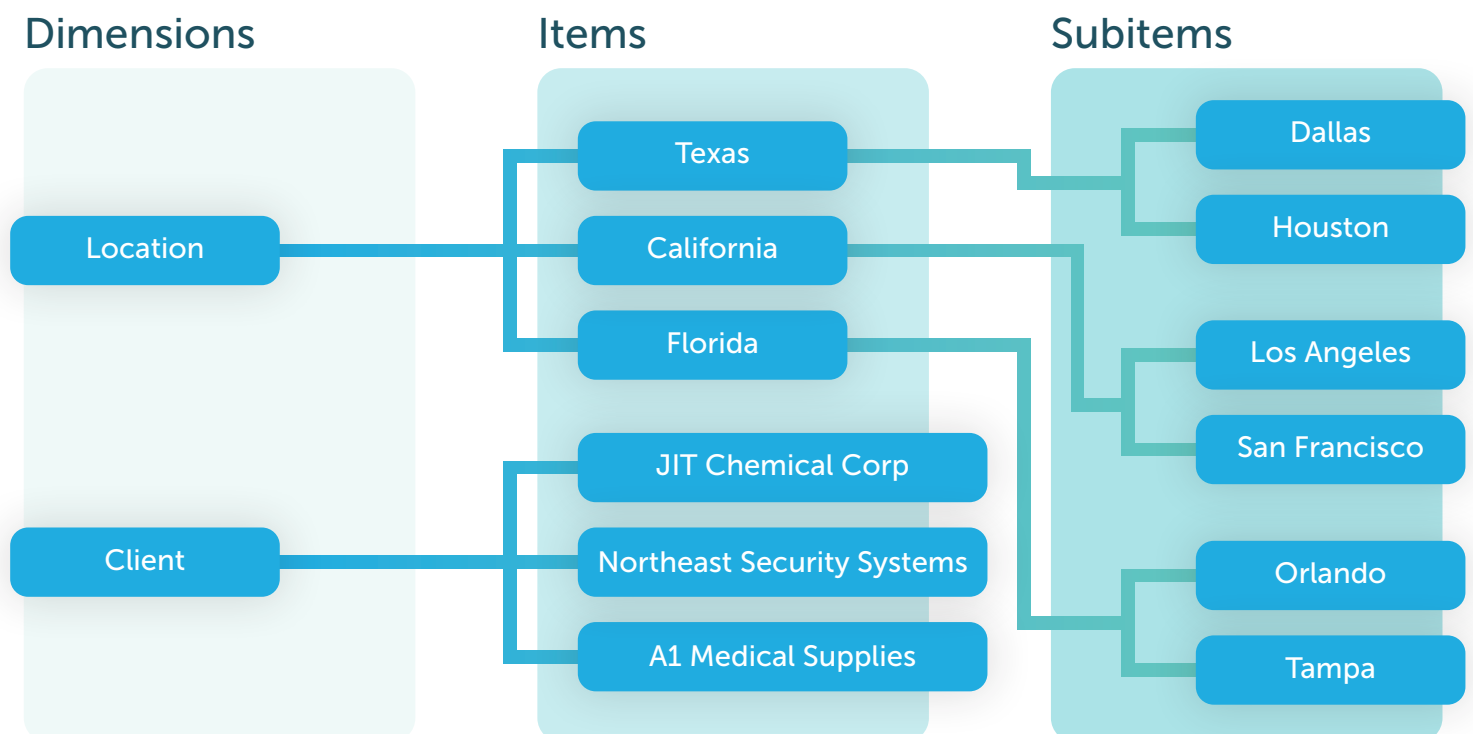 Dimensions
Items
Subitems
Location
Client
Texas
California
Florida
JIT Chemical Corp
Northeast Security Systems
A1 Medical Supplies
Dallas
Houston
Los Angeles
San Francisco
Orlando
Tampa